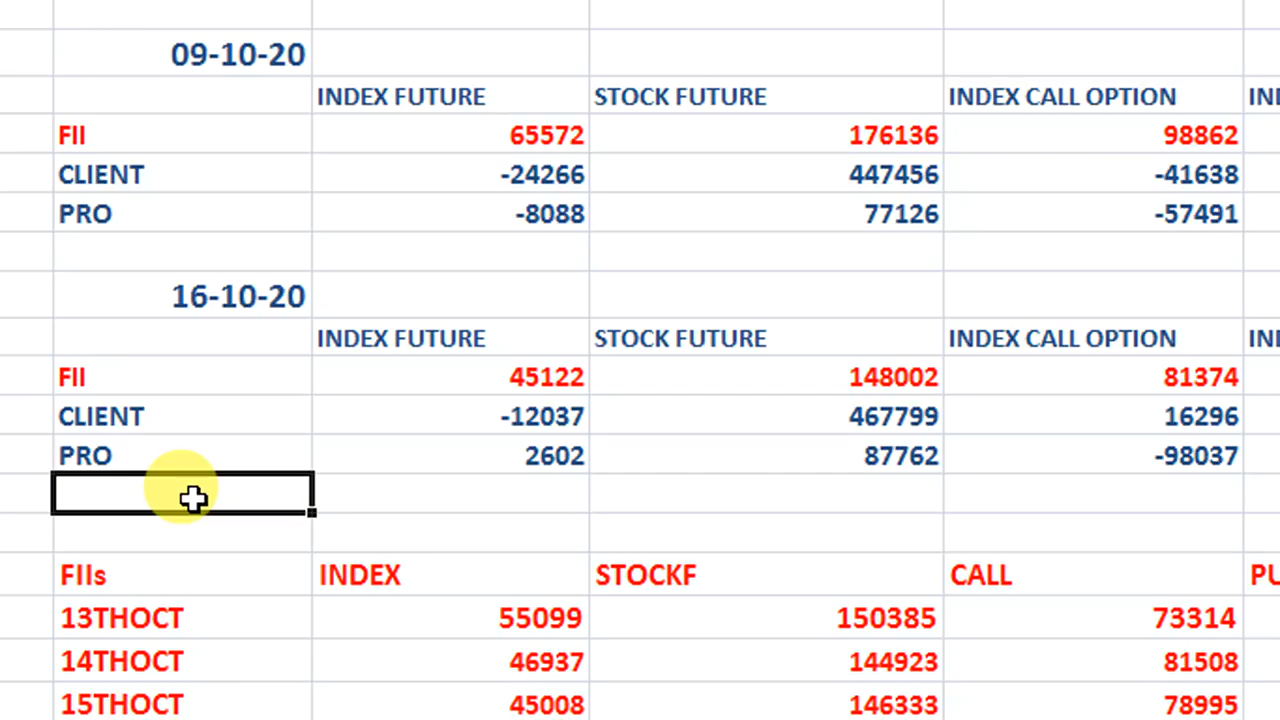 09-10-20
INDEX FUTURE STOCK FUTURE INDEX CALL OPTION
FII 65572 176136 98862
CLIENT -24266 447456 -41638
PRO -8088 77126 -57491
16-10-20
INDEX FUTURE STOCK FUTURE INDEX CALL OPTION
FII 45122 148002 81374
CLIENT -12037 467799 16296
PRO 2602 87762 -98037
FIIs INDEX STOCKF CALL
13THOCT 55099 150385 73314
14THOCT 46937 144923 81508
15THOCT 45008 146333 78995